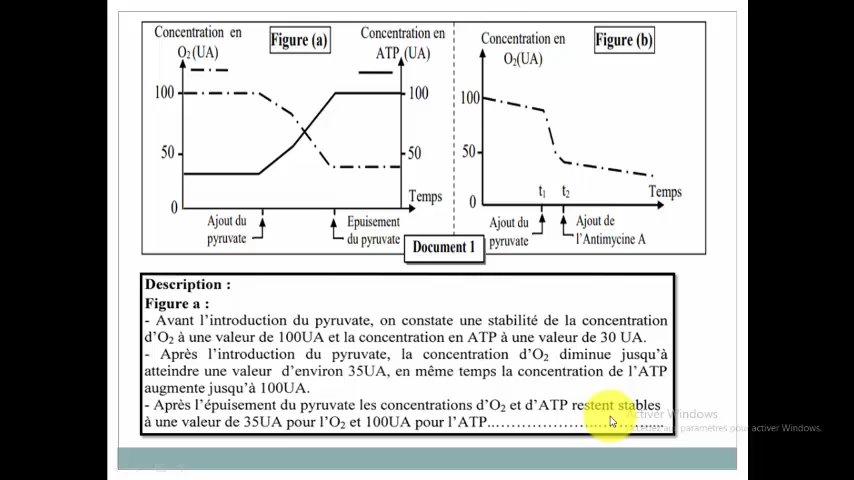 Concentration en
O₂ (UA)
Figure (a)
Concentration en
ATP (UA)
100
50
0
100
50
Temps
Ajout du
pyruvate
Epuisement
du pyruvate
Concentration en
O₂(UA)
Figure (b)
100
50
0
t₁
t₂
Temps
Ajout du
pyruvate
Ajout de
l'Antimycine A
Document 1
Description :
Figure a :
- Avant l'introduction du pyruvate, on constate une stabilité de la concentration
d'O₂ à une valeur de 100UA et la concentration en ATP à une valeur de 30 UA.
- Après l'introduction du pyruvate, la concentration d'O₂ diminue jusqu'à
atteindre une valeur d'environ 35UA, en même temps la concentration de l'ATP
augmente jusqu'à 100UA.
- Après l'épuisement du pyruvate les concentrations d'O₂ et d'ATP restent stables
à une valeur de 35UA pour l'O₂ et 100UA pour l'ATP..............................
Activer Windows
aux paramètres pour activer Windows.